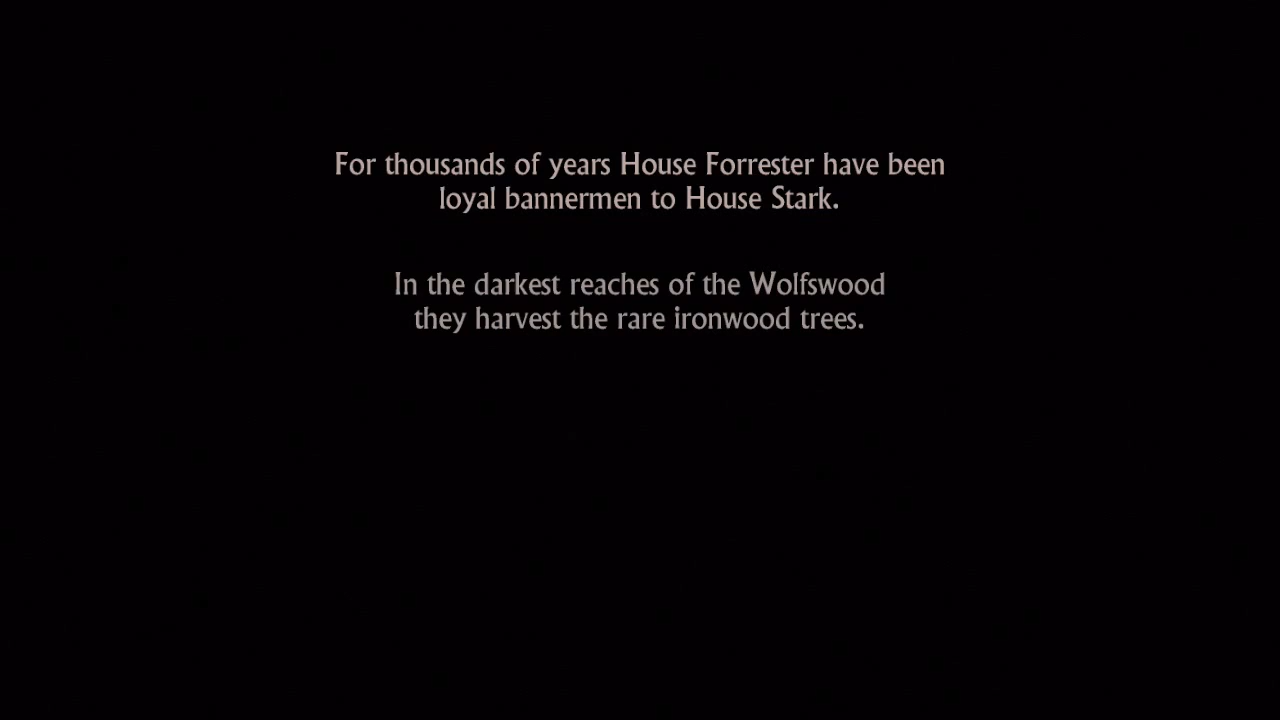 For thousands of years House Forrester have been
loyal bannermen to House Stark.
In the darkest reaches of the Wolfswood
they harvest the rare ironwood trees.